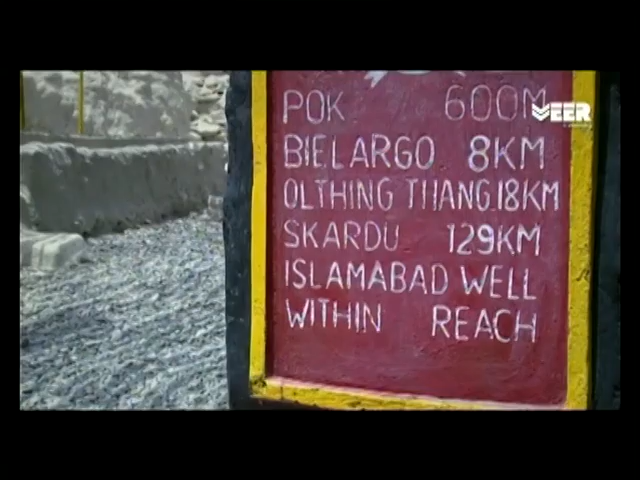 POK 600M
BIELARGO 8KM
OLTHING THANG.18KM
SKARDU 129KM
ISLAMABAD WELL
WITHIN REACH
VEER